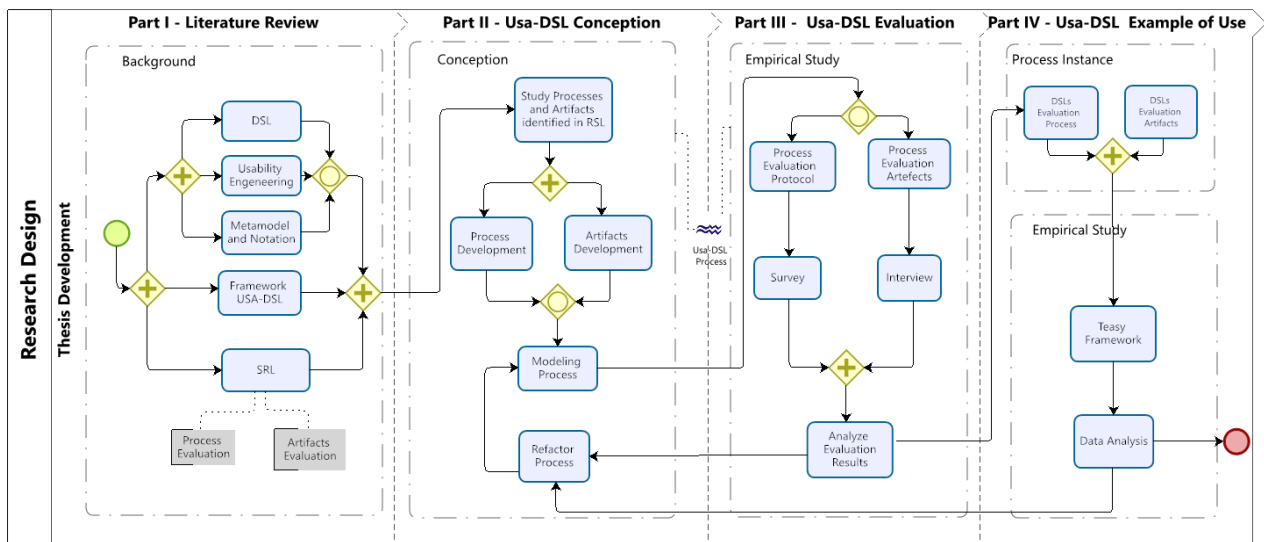 Research Design
Thesis Development
Part I - Literature Review
Background
DSL
Usability
Engeneering
Metamodel
and Notation
Framework
USA-DSL
SRL
Process
Evaluation
Artifacts
Evaluation
Part II - Usa-DSL Conception
Conception
Study Processes
and Artifacts
identified in RSL
Process
Development
Artifacts
Development
Modeling
Process
Refactor
Process
Usa-DSL
Process
Part III - Usa-DSL Evaluation
Empirical Study
Process
Evaluation
Protocol
Process
Evaluation
Artefects
Survey
Interview
Analyze
Evaluation
Results
Part IV - Usa-DSL Example of Use
Process Instance
DSLs
Evaluation
Process
DSLs
Evaluation
Artifacts
Empirical Study
Teasy
Framework
Data Analysis